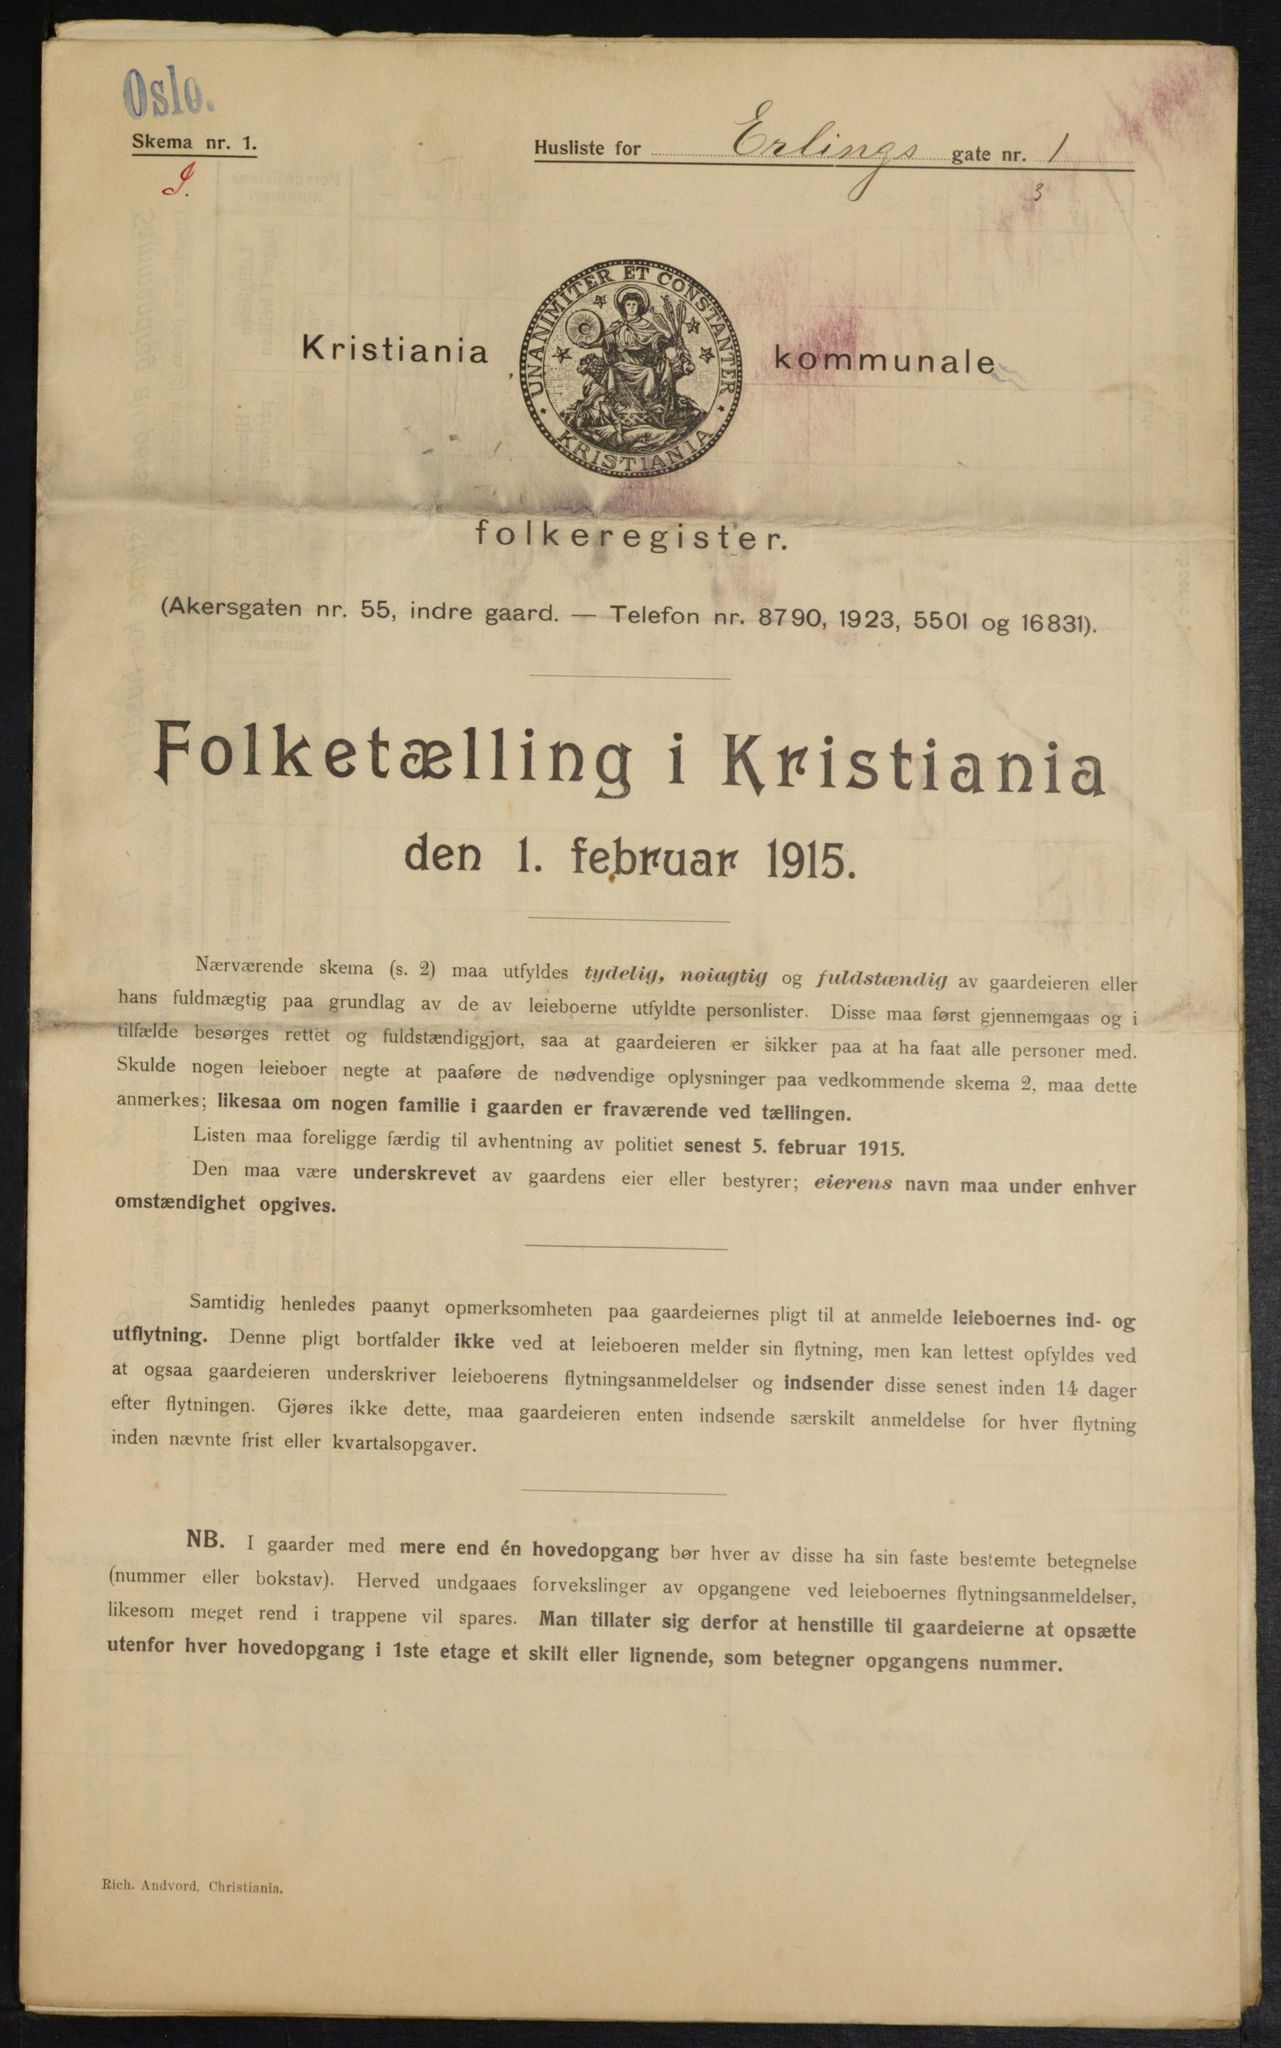 Oslo.
Skema nr. 1.
Husliste for Erlings gate nr. 1
I.
3
UNANIMITER ET CONSTANTER
KRISTIANIA
Kristiania kommunale
folkeregister.
(Akersgaten nr. 55, indre gaard. — Telefon nr. 8790, 1923, 5501 og 16831).
Folketælling i Kristiania
den 1. februar 1915.
Nærværende skema (s. 2) maa utfyldes tydelig, nøiagtig og fuldstændig av gaardeieren eller
hans fuldmægtig paa grundlag av de av leieboerne utfyldte personlister. Disse maa først gjennemgaas og i
tilfælde besørges rettet og fuldstændiggjort, saa at gaardeieren er sikker paa at ha faat alle personer med.
Skulde nogen leieboer negte at paaføre de nødvendige oplysninger paa vedkommende skema 2, maa dette
anmerkes; likesaa om nogen familie i gaarden er fraværende ved tællingen.
Listen maa foreligge færdig til avhentning av politiet senest 5. februar 1915.
Den maa være underskrevet av gaardens eier eller bestyrer; eierens navn maa under enhver
omstændighet opgives.
Samtidig henledes paanyt opmerksomheten paa gaardeiernes pligt til at anmelde leieboernes ind- og
utflytning. Denne pligt bortfalder ikke ved at leieboeren melder sin flytning, men kan lettest opfyldes ved
at ogsaa gaardeieren underskriver leieboerens flytningsanmeldelser og indsender disse senest inden 14 dager
efter flytningen. Gjøres ikke dette, maa gaardeieren enten indsende særskilt anmeldelse for hver flytning
inden nævnte frist eller kvartalsopgaver.
NB. I gaarder med mere end én hovedopgang bør hver av disse ha sin faste bestemte betegnelse
(nummer eller bokstav). Herved undgaaes forvekslinger av opgangene ved leieboernes flytningsanmeldelser,
likesom meget rend i trappene vil spares. Man tillater sig derfor at henstille til gaardeierne at opsætte
utenfor hver hovedopgang i 1ste etage et skilt eller lignende, som betegner opgangens nummer.
Rich. Andvord, Christiania.